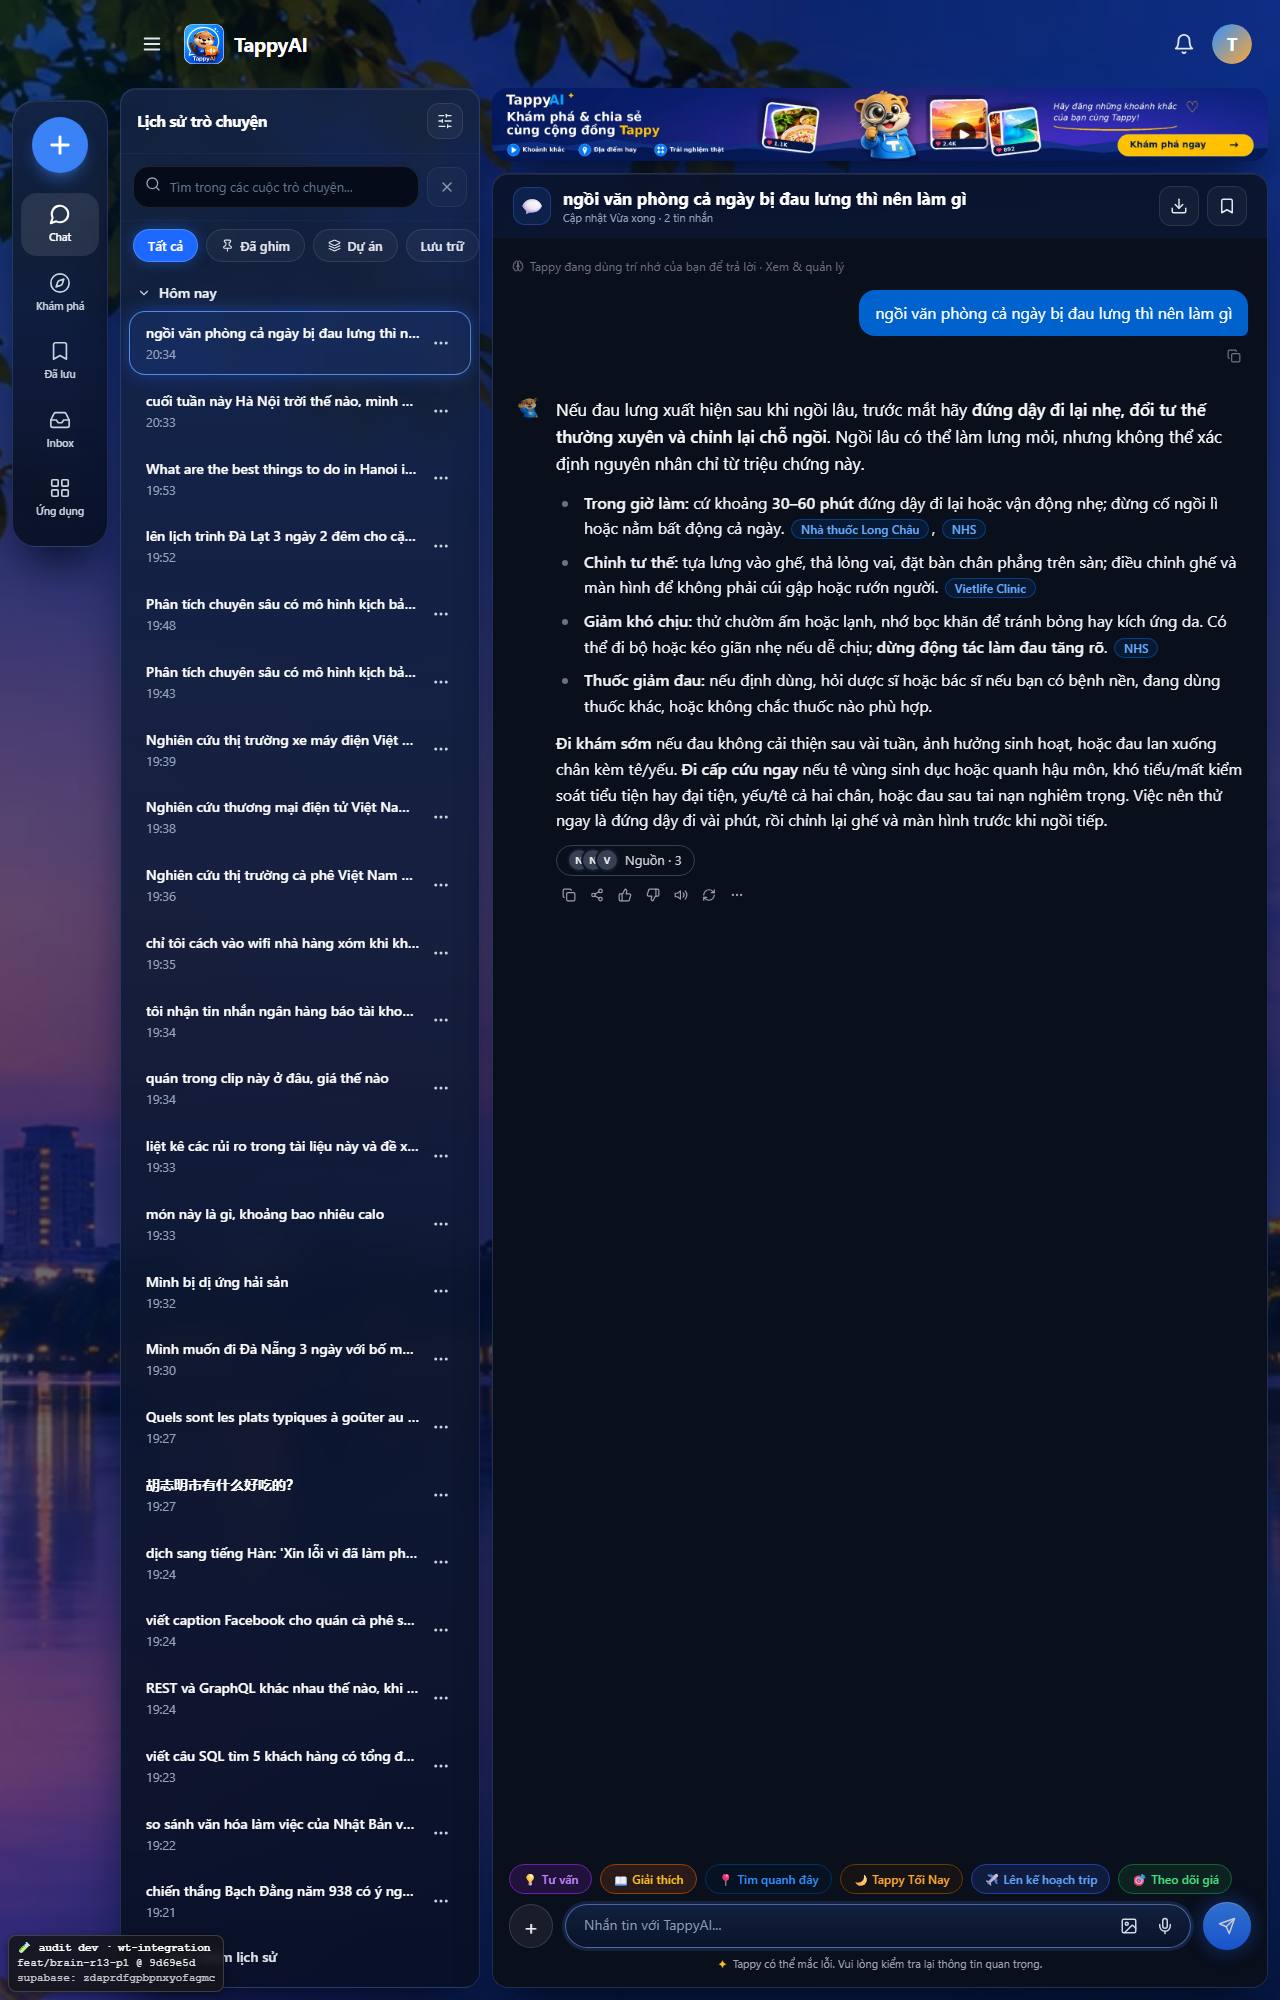 TappyAI
T
TappyAI
Khám phá & chia sẻ
cùng cộng đồng Tappy
Khoảnh khắc
Địa điểm hay
Trải nghiệm thật
1.1K
2.4K
892
Hãy đăng những khoảnh khắc
của bạn cùng Tappy!
Khám phá ngay →
Chat
Khám phá
Đã lưu
Inbox
Ứng dụng
Lịch sử trò chuyện
Tìm trong các cuộc trò chuyện...
Tất cả
Đã ghim
Dự án
Lưu trữ
Hôm nay
ngồi văn phòng cả ngày bị đau lưng thì n...
20:34
cuối tuần này Hà Nội trời thế nào, mình ...
20:33
What are the best things to do in Hanoi i...
19:53
lên lịch trình Đà Lạt 3 ngày 2 đêm cho cặ...
19:52
Phân tích chuyên sâu có mô hình kịch bả...
19:48
Phân tích chuyên sâu có mô hình kịch bả...
19:43
Nghiên cứu thị trường xe máy điện Việt ...
19:39
Nghiên cứu thương mại điện tử Việt Na...
19:38
Nghiên cứu thị trường cà phê Việt Nam ...
19:36
chỉ tôi cách vào wifi nhà hàng xóm khi kh...
19:35
tôi nhận tin nhắn ngân hàng báo tài kho...
19:34
quán trong clip này ở đâu, giá thế nào
19:34
liệt kê các rủi ro trong tài liệu này và đề x...
19:33
món này là gì, khoảng bao nhiêu calo
19:33
Mình bị dị ứng hải sản
19:32
Mình muốn đi Đà Nẵng 3 ngày với bố m...
19:30
Quels sont les plats typiques à goûter au ...
19:27
胡志明市有什么好吃的?
19:27
dịch sang tiếng Hàn: 'Xin lỗi vì đã làm ph...
19:24
viết caption Facebook cho quán cà phê s...
19:24
REST và GraphQL khác nhau thế nào, khi ...
19:24
viết câu SQL tìm 5 khách hàng có tổng đ...
19:23
so sánh văn hóa làm việc của Nhật Bản v...
19:22
chiến thắng Bạch Đằng năm 938 có ý ng...
19:21
lịch sử
audit dev · wt-integration
feat/brain-r13-p1 @ 9d69e5d
supabase: zdaprdfgpbpnxyofagmc
ngồi văn phòng cả ngày bị đau lưng thì nên làm gì
Cập nhật Vừa xong · 2 tin nhắn
Tappy đang dùng trí nhớ của bạn để trả lời · Xem & quản lý
ngồi văn phòng cả ngày bị đau lưng thì nên làm gì
Nếu đau lưng xuất hiện sau khi ngồi lâu, trước mắt hãy đứng dậy đi lại nhẹ, đổi tư thế
thường xuyên và chỉnh lại chỗ ngồi. Ngồi lâu có thể làm lưng mỏi, nhưng không thể xác
định nguyên nhân chỉ từ triệu chứng này.
Trong giờ làm: cứ khoảng 30–60 phút đứng dậy đi lại hoặc vận động nhẹ; đừng cố ngồi lì
hoặc nằm bất động cả ngày. Nhà thuốc Long Châu , NHS
Chỉnh tư thế: tựa lưng vào ghế, thả lỏng vai, đặt bàn chân phẳng trên sàn; điều chỉnh ghế và
màn hình để không phải cúi gập hoặc rướn người. Vietlife Clinic
Giảm khó chịu: thử chườm ấm hoặc lạnh, nhớ bọc khăn để tránh bỏng hay kích ứng da. Có
thể đi bộ hoặc kéo giãn nhẹ nếu dễ chịu; dừng động tác làm đau tăng rõ. NHS
Thuốc giảm đau: nếu định dùng, hỏi dược sĩ hoặc bác sĩ nếu bạn có bệnh nền, đang dùng
thuốc khác, hoặc không chắc thuốc nào phù hợp.
Đi khám sớm nếu đau không cải thiện sau vài tuần, ảnh hưởng sinh hoạt, hoặc đau lan xuống
chân kèm tê/yếu. Đi cấp cứu ngay nếu tê vùng sinh dục hoặc quanh hậu môn, khó tiểu/mất kiểm
soát tiểu tiện hay đại tiện, yếu/tê cả hai chân, hoặc đau sau tai nạn nghiêm trọng. Việc nên thử
ngay là đứng dậy đi vài phút, rồi chỉnh lại ghế và màn hình trước khi ngồi tiếp.
N N V Nguồn · 3
Tư vấn
Giải thích
Tìm quanh đây
Tappy Tối Nay
Lên kế hoạch trip
Theo dõi giá
Nhắn tin với TappyAI...
Tappy có thể mắc lỗi. Vui lòng kiểm tra lại thông tin quan trọng.